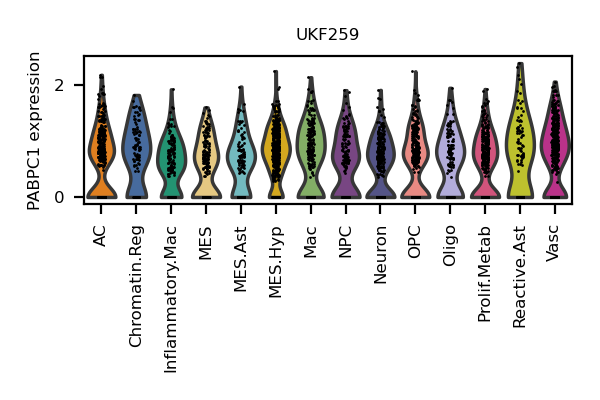 UKF259
PABPC1 expression
2
0
AC
Chromatin.Reg
Inflammatory.Mac
MES
MES.Ast
MES.Hyp
Mac
NPC
Neuron
OPC
Oligo
Prolif.Metab
Reactive.Ast
Vasc